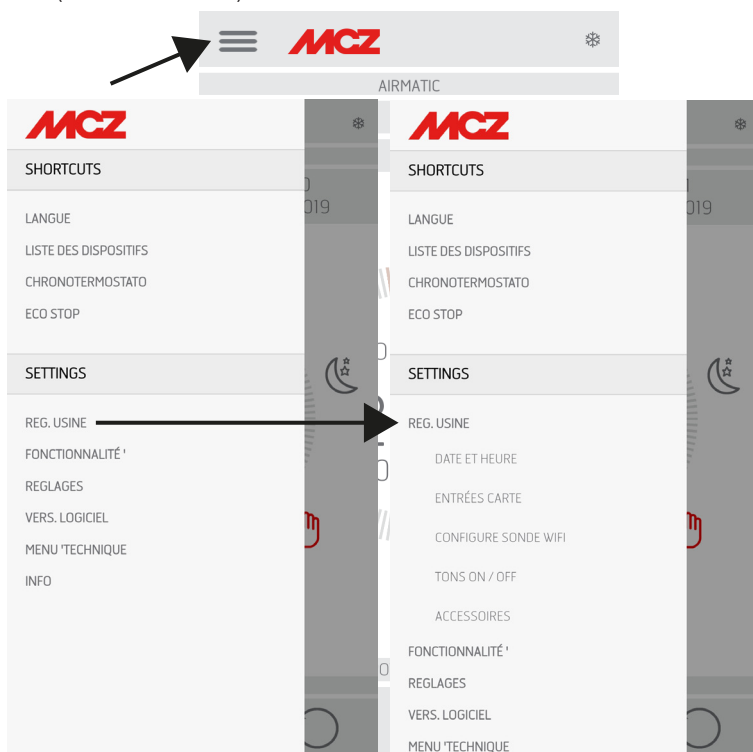 MCZ
AIRMATIC
MCZ
SHORTCUTS
LANGUE
LISTE DES DISPOSITIFS
CHRONOTERMOSTATO
ECO STOP
SETTINGS
REG. USINE
FONCTIONNALITÉ '
REGLAGES
VERS. LOGICIEL
MENU 'TECHNIQUE
INFO
019
MCZ
SHORTCUTS
LANGUE
LISTE DES DISPOSITIFS
CHRONOTERMOSTATO
ECO STOP
SETTINGS
REG. USINE
DATE ET HEURE
ENTRÉES CARTE
CONFIGURE SONDE WIFI
TONS ON / OFF
ACCESSOIRES
FONCTIONNALITÉ '
REGLAGES
VERS. LOGICIEL
MENU 'TECHNIQUE
019